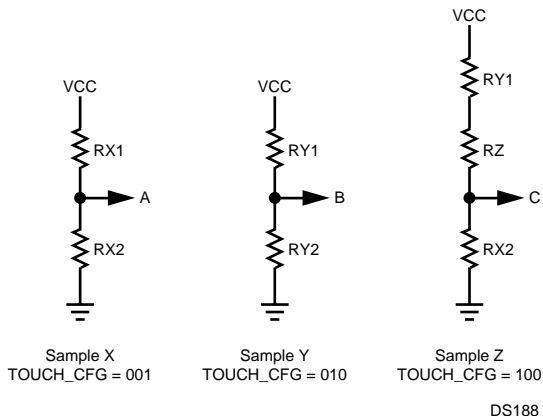 VCC
RX1
A
RX2
Sample X
TOUCH_CFG = 001
VCC
RY1
B
RY2
Sample Y
TOUCH_CFG = 010
VCC
RY1
RZ
C
RX2
Sample Z
TOUCH_CFG = 100
DS188